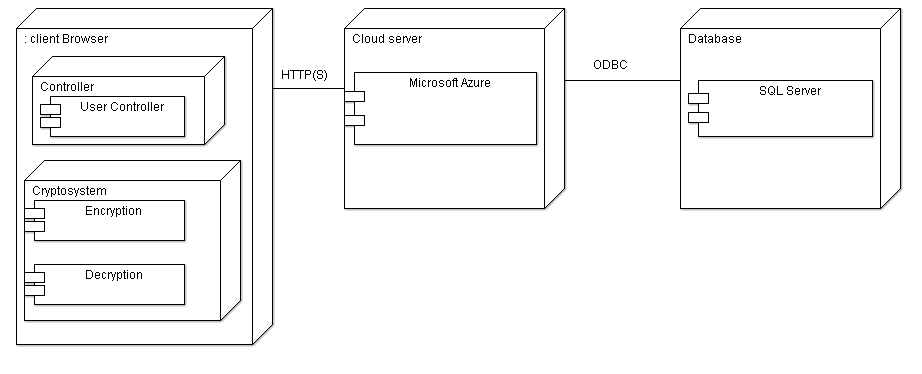 : client Browser
Controller
User Controller
Cryptosystem
Encryption
Decryption
HTTP(S)
Cloud server
Microsoft Azure
ODBC
Database
SQL Server